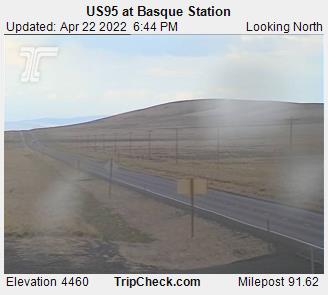 US95 at Basque Station
Updated: Apr 22 2022 6:44 PM Looking North
Elevation 4460 TripCheck.com Milepost 91.62